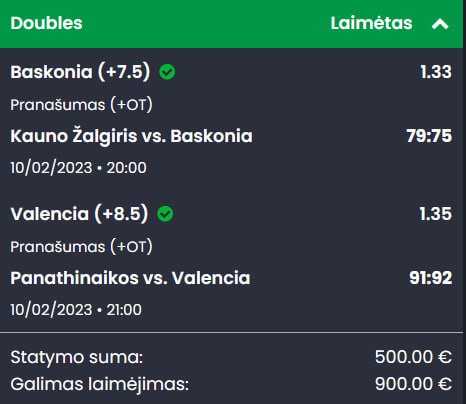 Doubles Laimėtas
Baskonia (+7.5) 1.33
Pranašumas (+OT)
Kauno Žalgiris vs. Baskonia 79:75
10/02/2023 • 20:00
Valencia (+8.5) 1.35
Pranašumas (+OT)
Panathinaikos vs. Valencia 91:92
10/02/2023 • 21:00
Statymo suma: 500.00 €
Galimas laimėjimas: 900.00 €